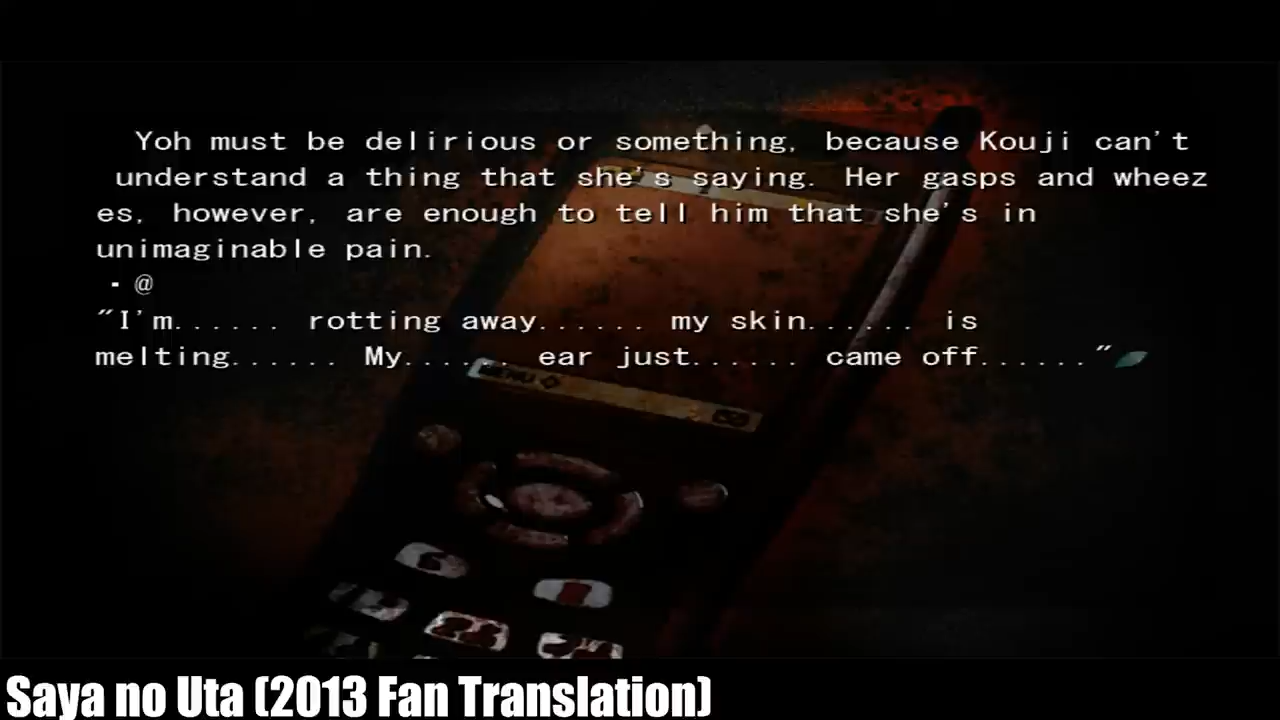 Yoh must be delirious or something, because Kouji can't
understand a thing that she's saying. Her gasps and wheez
es, however, are enough to tell him that she's in
unimaginable pain.
・@
"I'm...... rotting away...... my skin...... is
melting...... My...... ear just...... came off......"
MENU
Saya no Uta (2013 Fan Translation)